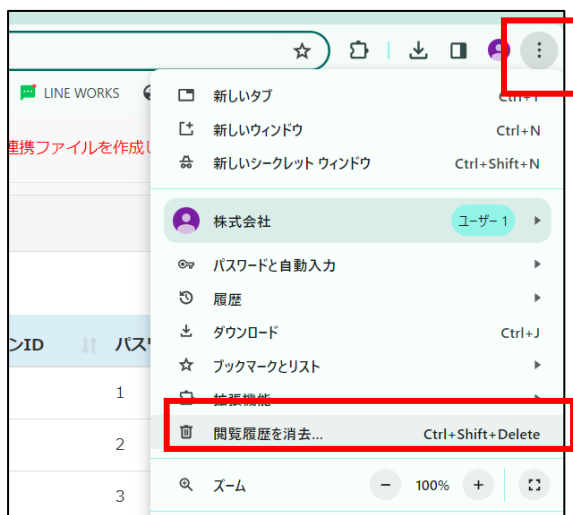 LINE WORKS
連携ファイルを作成し
新しいタブ
Ctrl+T
新しいウィンドウ
Ctrl+N
新しいシークレット ウィンドウ
Ctrl+Shift+N
株式会社
ユーザー 1
パスワードと自動入力
履歴
ダウンロード
Ctrl+J
ブックマークとリスト
拡張機能
閲覧履歴を消去...
Ctrl+Shift+Delete
ズーム
− 100% +
ンID
パス
1
2
3